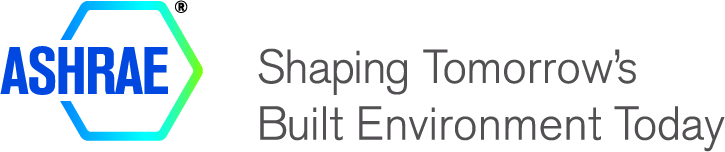 ASHRAE®
Shaping Tomorrow’s
Built Environment Today